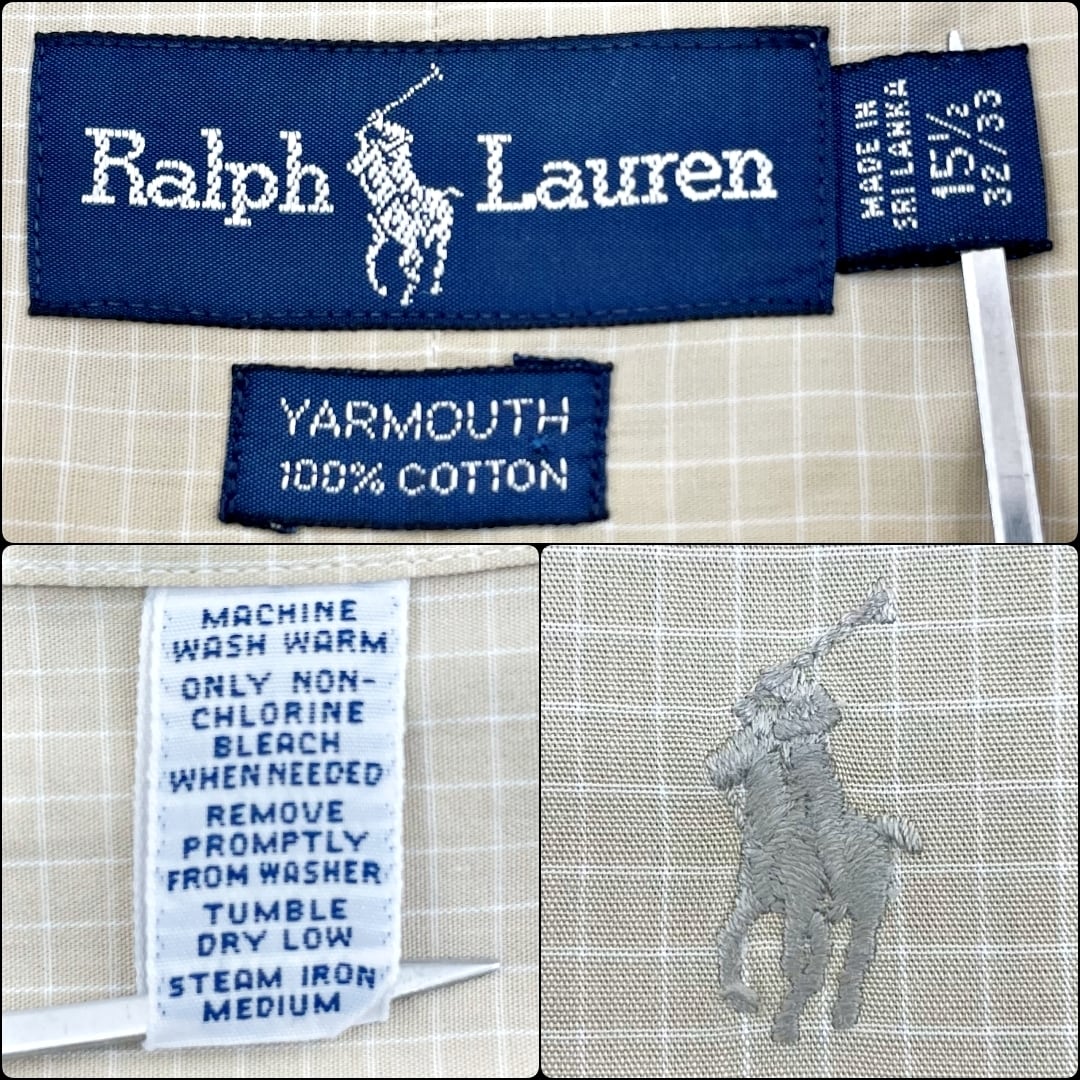 Ralph Lauren
MADE IN
SRI LANKA
15½
32/33
YARMOUTH
100% COTTON
MACHINE
WASH WARM
ONLY NON-
CHLORINE
BLEACH
WHEN NEEDED
REMOVE
PROMPTLY
FROM WASHER
TUMBLE
DRY LOW
STEAM IRON
MEDIUM